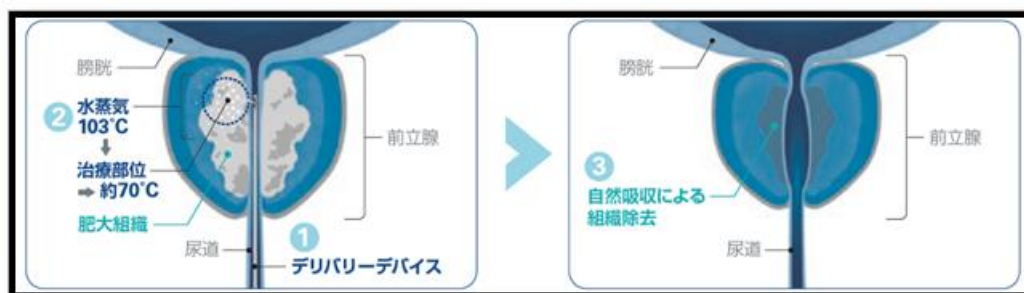 膀胱
② 水蒸気
103℃
⬇
治療部位
➡ 約70℃
肥大組織
前立腺
尿道
①
デリバリーデバイス
膀胱
前立腺
③
自然吸収による
組織除去
尿道